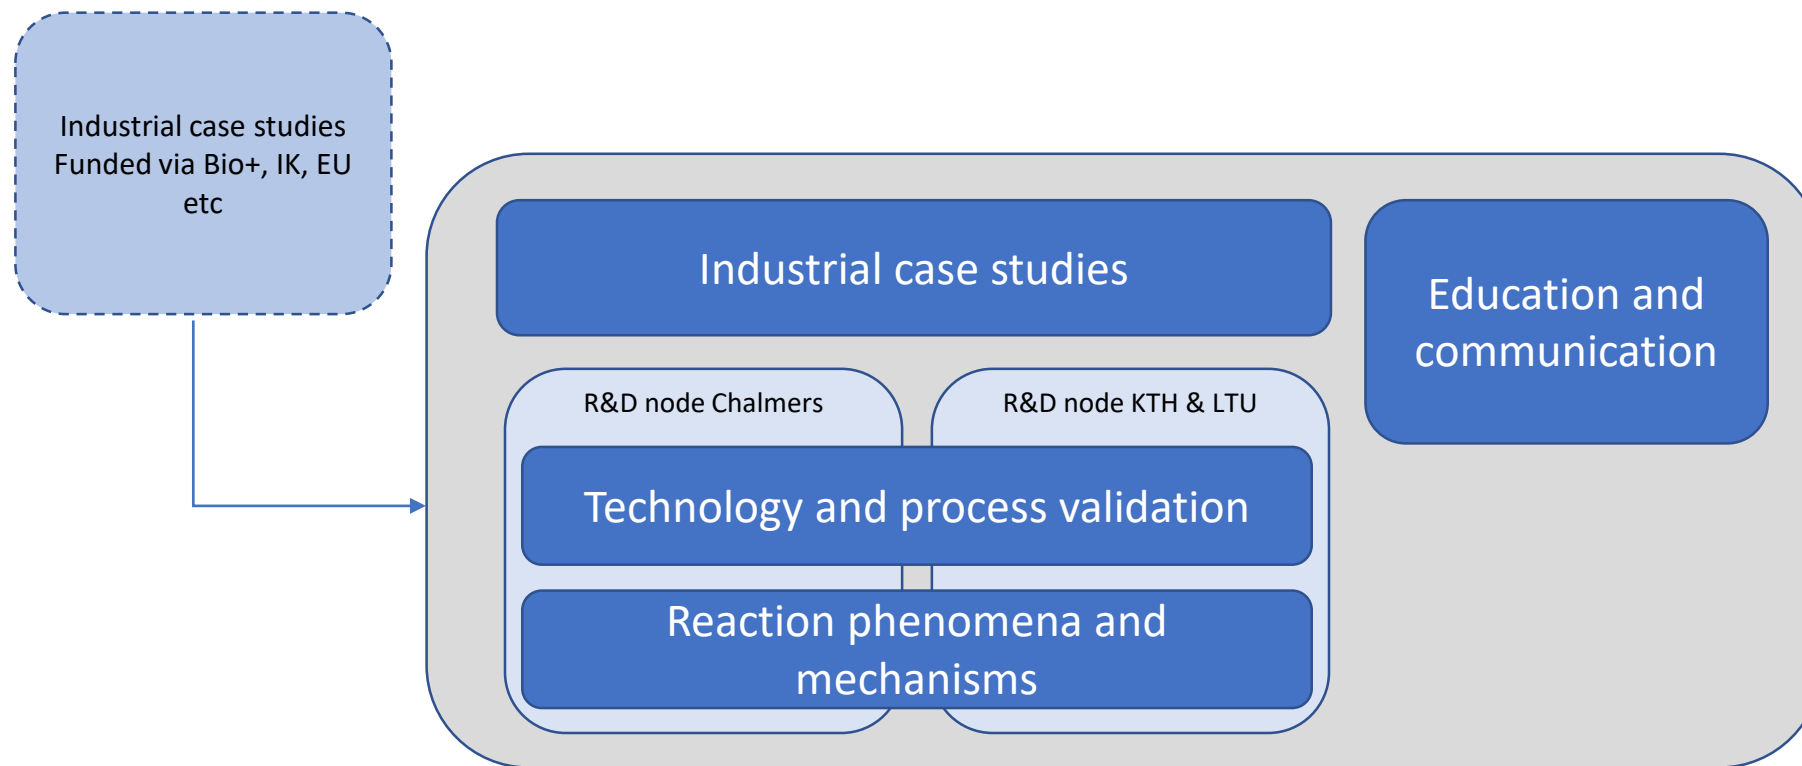 Industrial case studies
Funded via Bio+, IK, EU
etc
Industrial case studies
Education and
communication
R&D node Chalmers
R&D node KTH & LTU
Technology and process validation
Reaction phenomena and
mechanisms